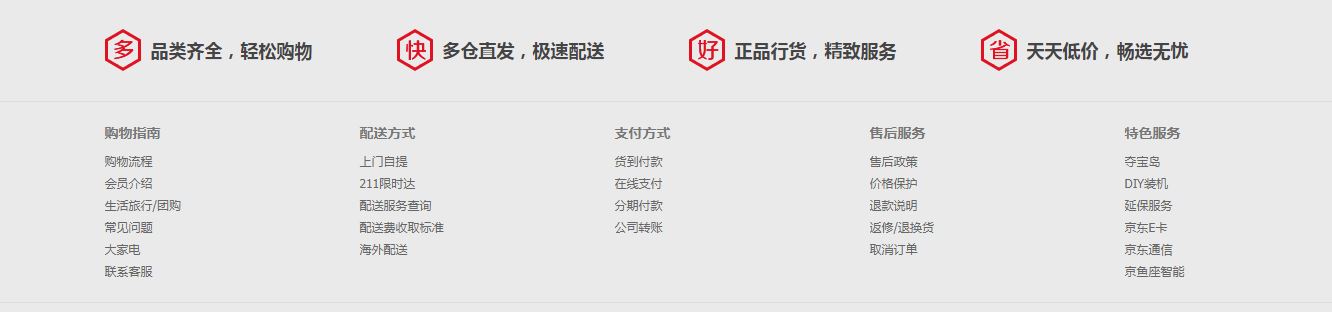 多 品类齐全，轻松购物
快 多仓直发，极速配送
好 正品行货，精致服务
省 天天低价，畅选无忧
购物指南
购物流程
会员介绍
生活旅行/团购
常见问题
大家电
联系客服
配送方式
上门自提
211限时达
配送服务查询
配送费收取标准
海外配送
支付方式
货到付款
在线支付
分期付款
公司转账
售后服务
售后政策
价格保护
退款说明
返修/退换货
取消订单
特色服务
夺宝岛
DIY装机
延保服务
京东E卡
京东通信
京鱼座智能